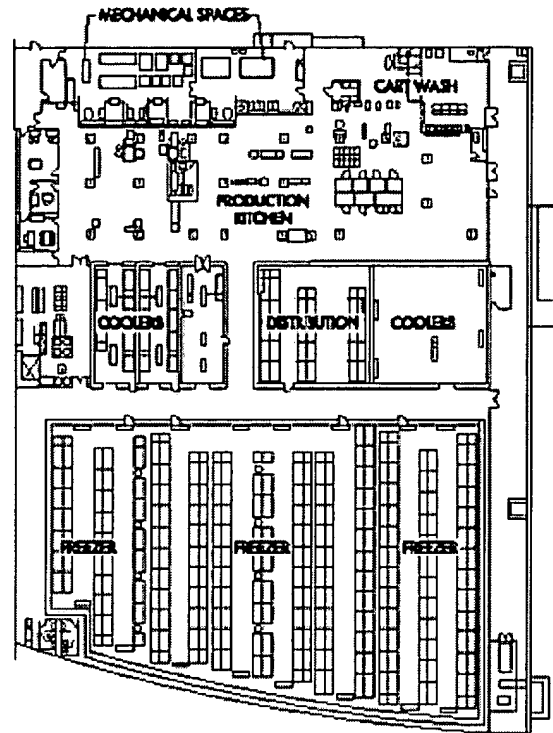 MECHANICAL SPACES
CART WASH
PRODUCTION
KITCHEN
COOLERS
DISTRIBUTION
COOLERS
FREEZER
FREEZER
FREEZER